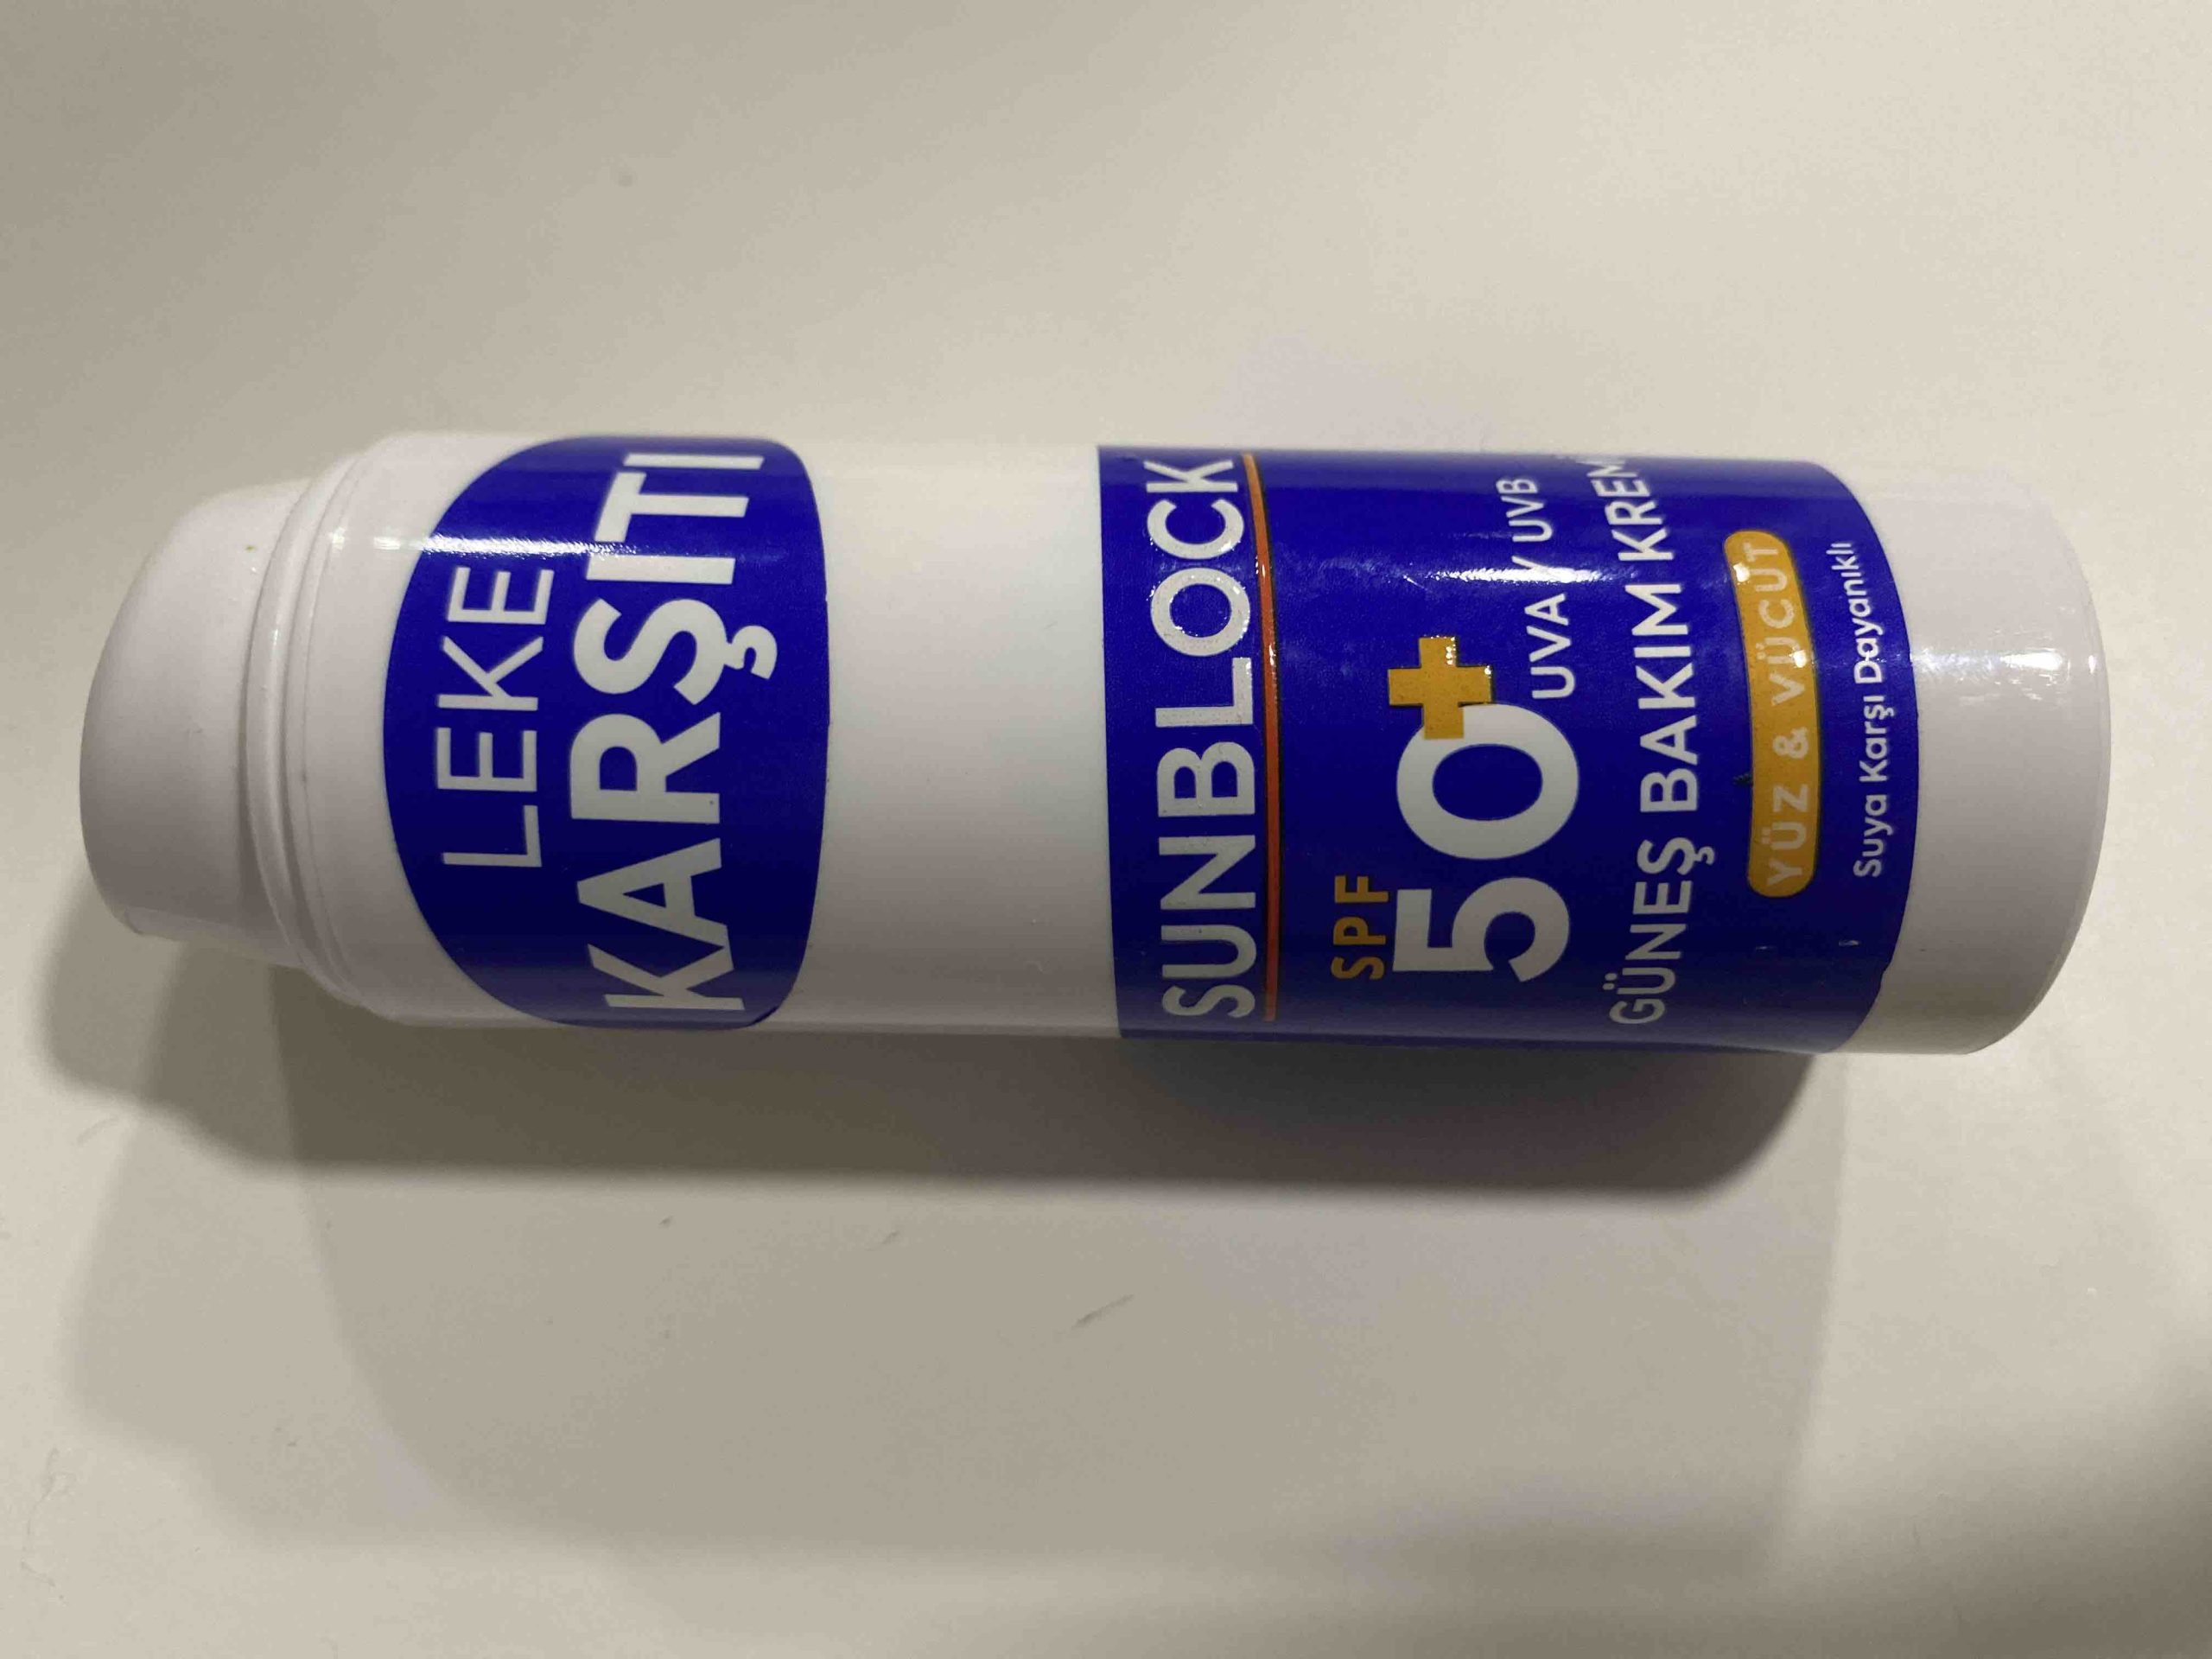 LEKE
KARŞITI
SUNBLOCK
SPF
50+
UVA / UVB
GÜNEŞ BAKIM KREMİ
YÜZ & VÜCUT
Suya Karşı Dayanıklı